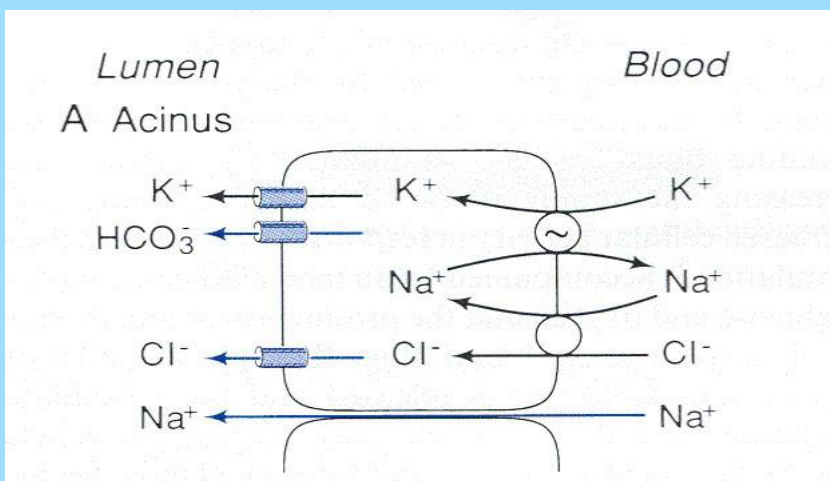 Lumen Blood
A Acinus
K⁺ K⁺ K⁺
HCO₃⁻
~
Na⁺ Na⁺
Cl⁻ Cl⁻ Cl⁻
Na⁺ Na⁺